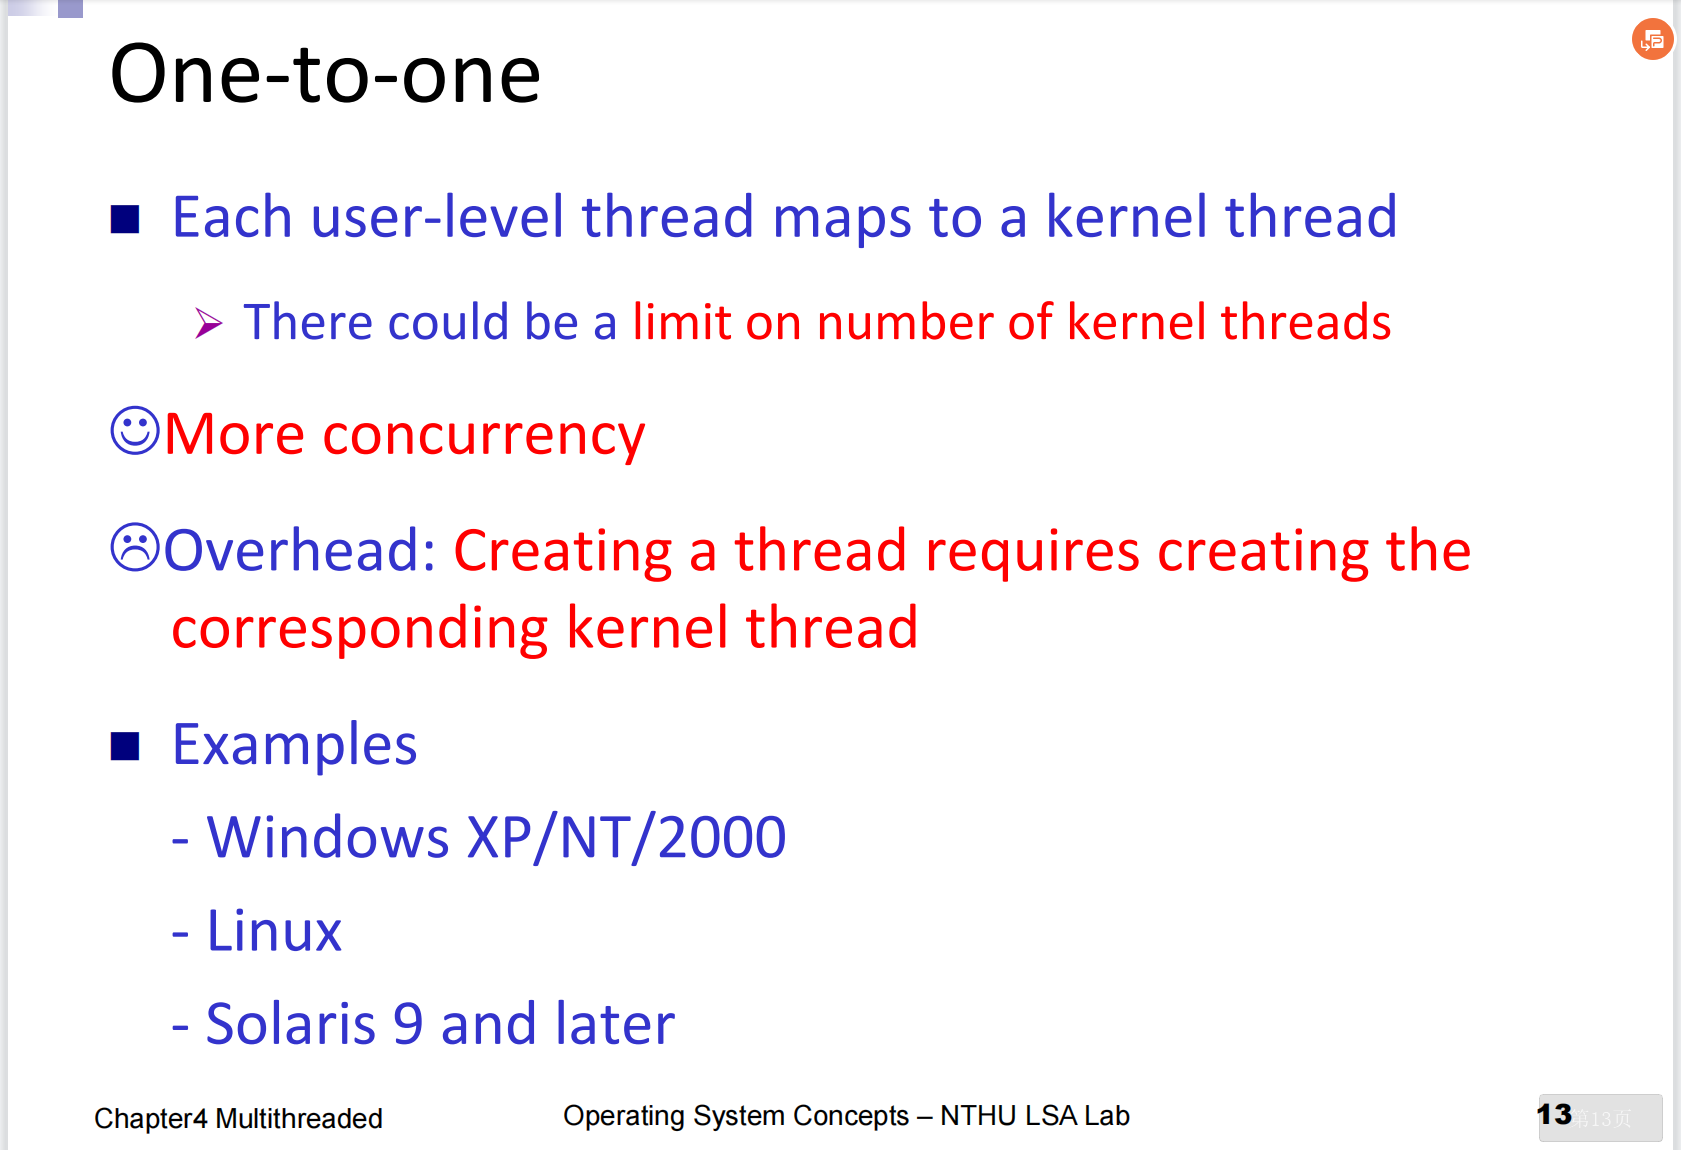 One-to-one
Each user-level thread maps to a kernel thread
There could be a limit on number of kernel threads
More concurrency
Overhead: Creating a thread requires creating the
corresponding kernel thread
Examples
- Windows XP/NT/2000
- Linux
- Solaris 9 and later
Chapter4 Multithreaded
Operating System Concepts – NTHU LSA Lab
13
第13页